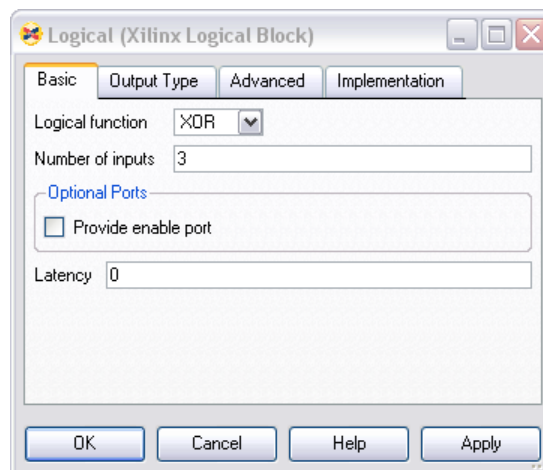 Logical (Xilinx Logical Block)
Basic Output Type Advanced Implementation
Logical function XOR
Number of inputs 3
Optional Ports
Provide enable port
Latency 0
OK Cancel Help Apply